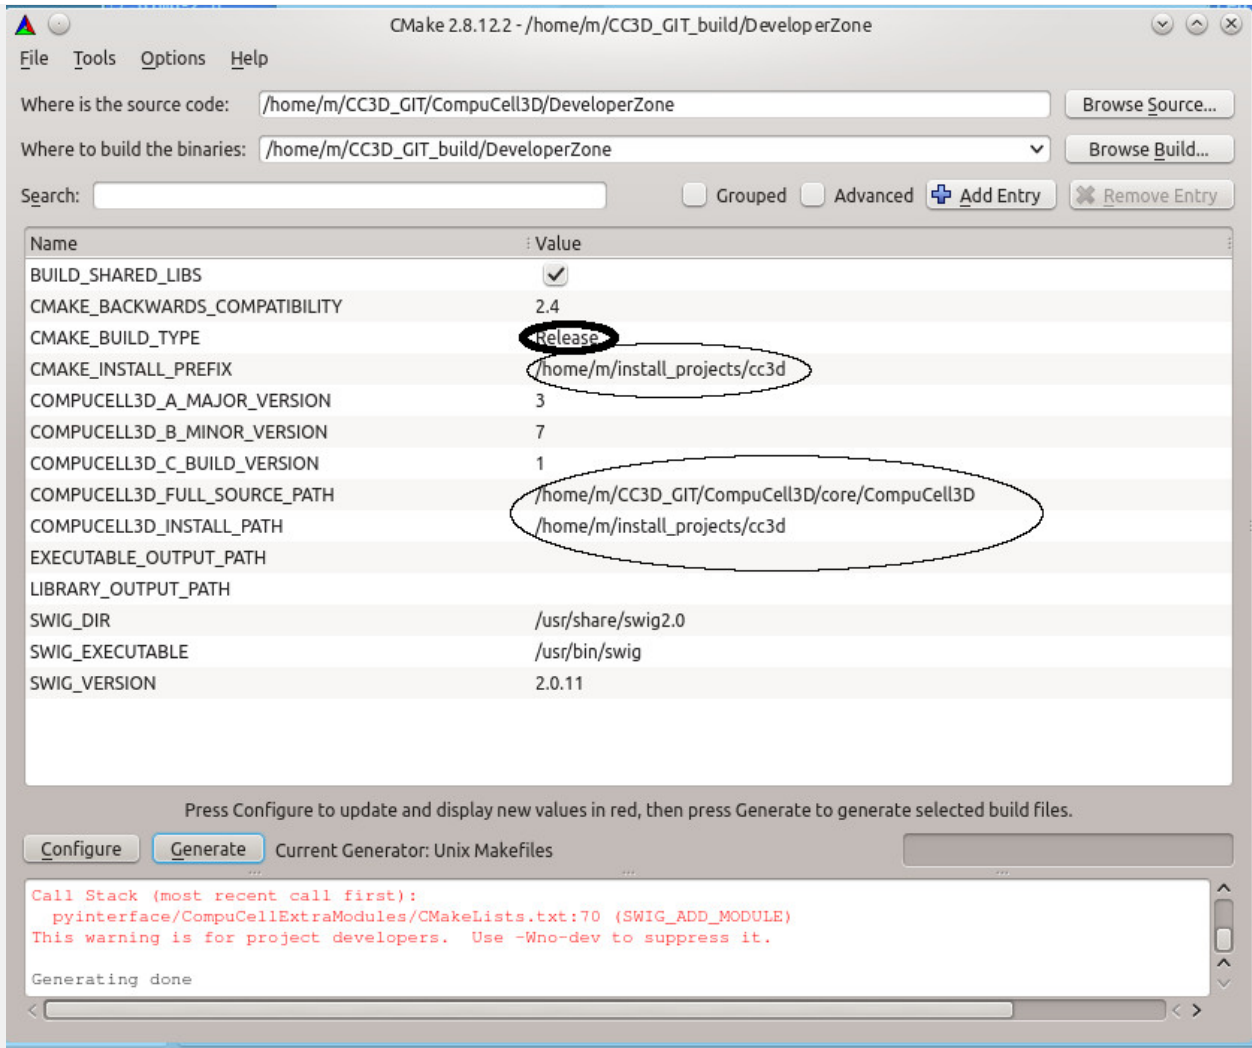 CMake 2.8.12.2 - /home/m/CC3D_GIT_build/DeveloperZone
File Tools Options Help
Where is the source code: /home/m/CC3D_GIT/CompuCell3D/DeveloperZone Browse Source...
Where to build the binaries: /home/m/CC3D_GIT_build/DeveloperZone Browse Build...
Search: Grouped Advanced Add Entry Remove Entry
Name Value
BUILD_SHARED_LIBS
CMAKE_BACKWARDS_COMPATIBILITY 2.4
CMAKE_BUILD_TYPE Release
CMAKE_INSTALL_PREFIX /home/m/install_projects/cc3d
COMPUCELL3D_A_MAJOR_VERSION 3
COMPUCELL3D_B_MINOR_VERSION 7
COMPUCELL3D_C_BUILD_VERSION 1
COMPUCELL3D_FULL_SOURCE_PATH /home/m/CC3D_GIT/CompuCell3D/core/CompuCell3D
COMPUCELL3D_INSTALL_PATH /home/m/install_projects/cc3d
EXECUTABLE_OUTPUT_PATH
LIBRARY_OUTPUT_PATH
SWIG_DIR /usr/share/swig2.0
SWIG_EXECUTABLE /usr/bin/swig
SWIG_VERSION 2.0.11
Press Configure to update and display new values in red, then press Generate to generate selected build files.
Configure Generate Current Generator: Unix Makefiles
Call Stack (most recent call first):
pyinterface/CompuCellExtraModules/CMakeLists.txt:70 (SWIG_ADD_MODULE)
This warning is for project developers. Use -Wno-dev to suppress it.
Generating done